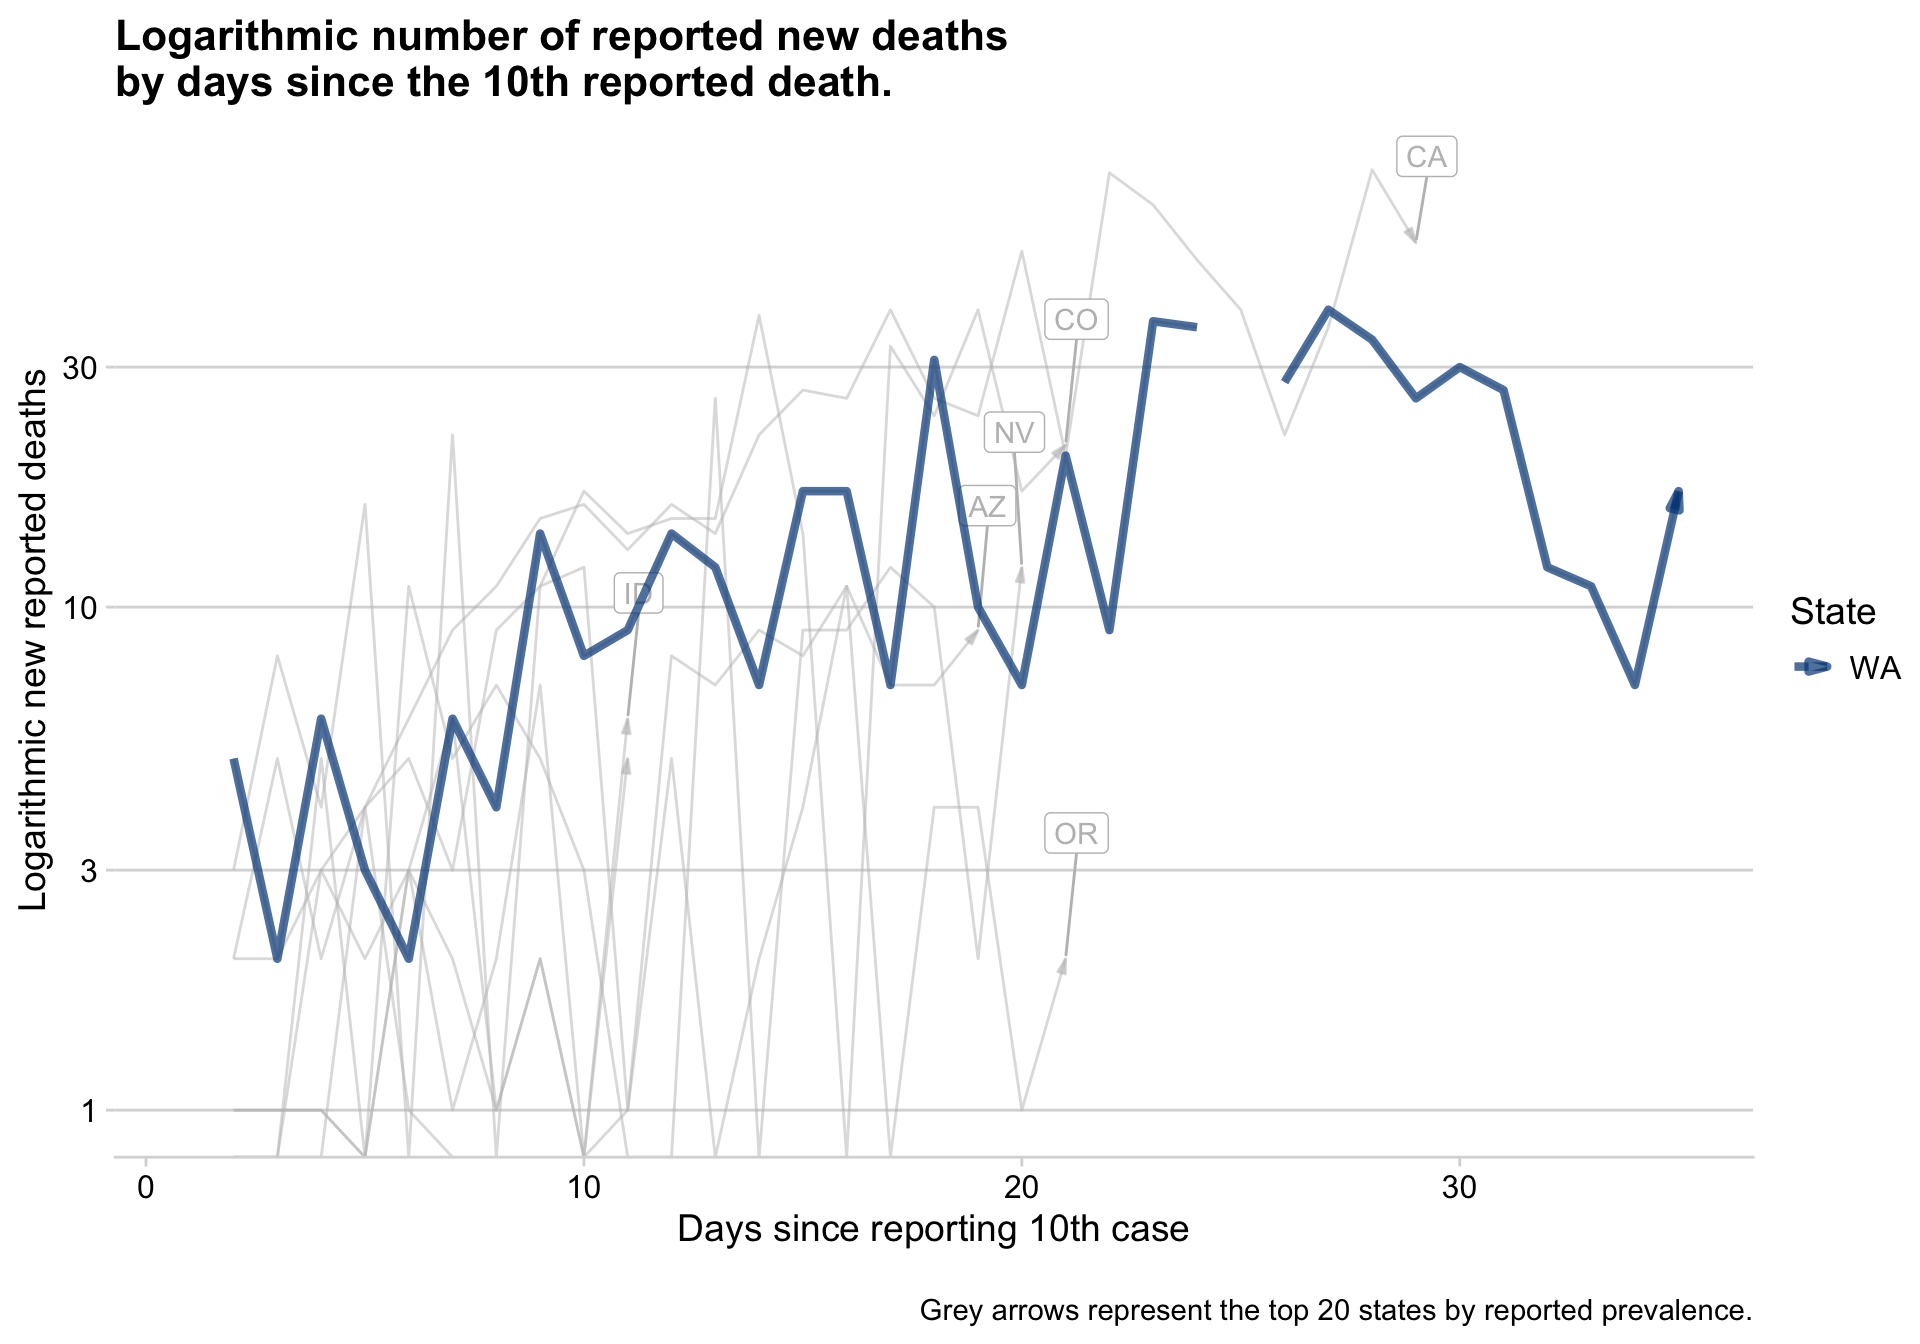 Logarithmic number of reported new deaths
by days since the 10th reported death.
CA
CO
NV
AZ
ID
OR
30
10
3
1
Logarithmic new reported deaths
0 10 20 30
Days since reporting 10th case
State
WA
Grey arrows represent the top 20 states by reported prevalence.